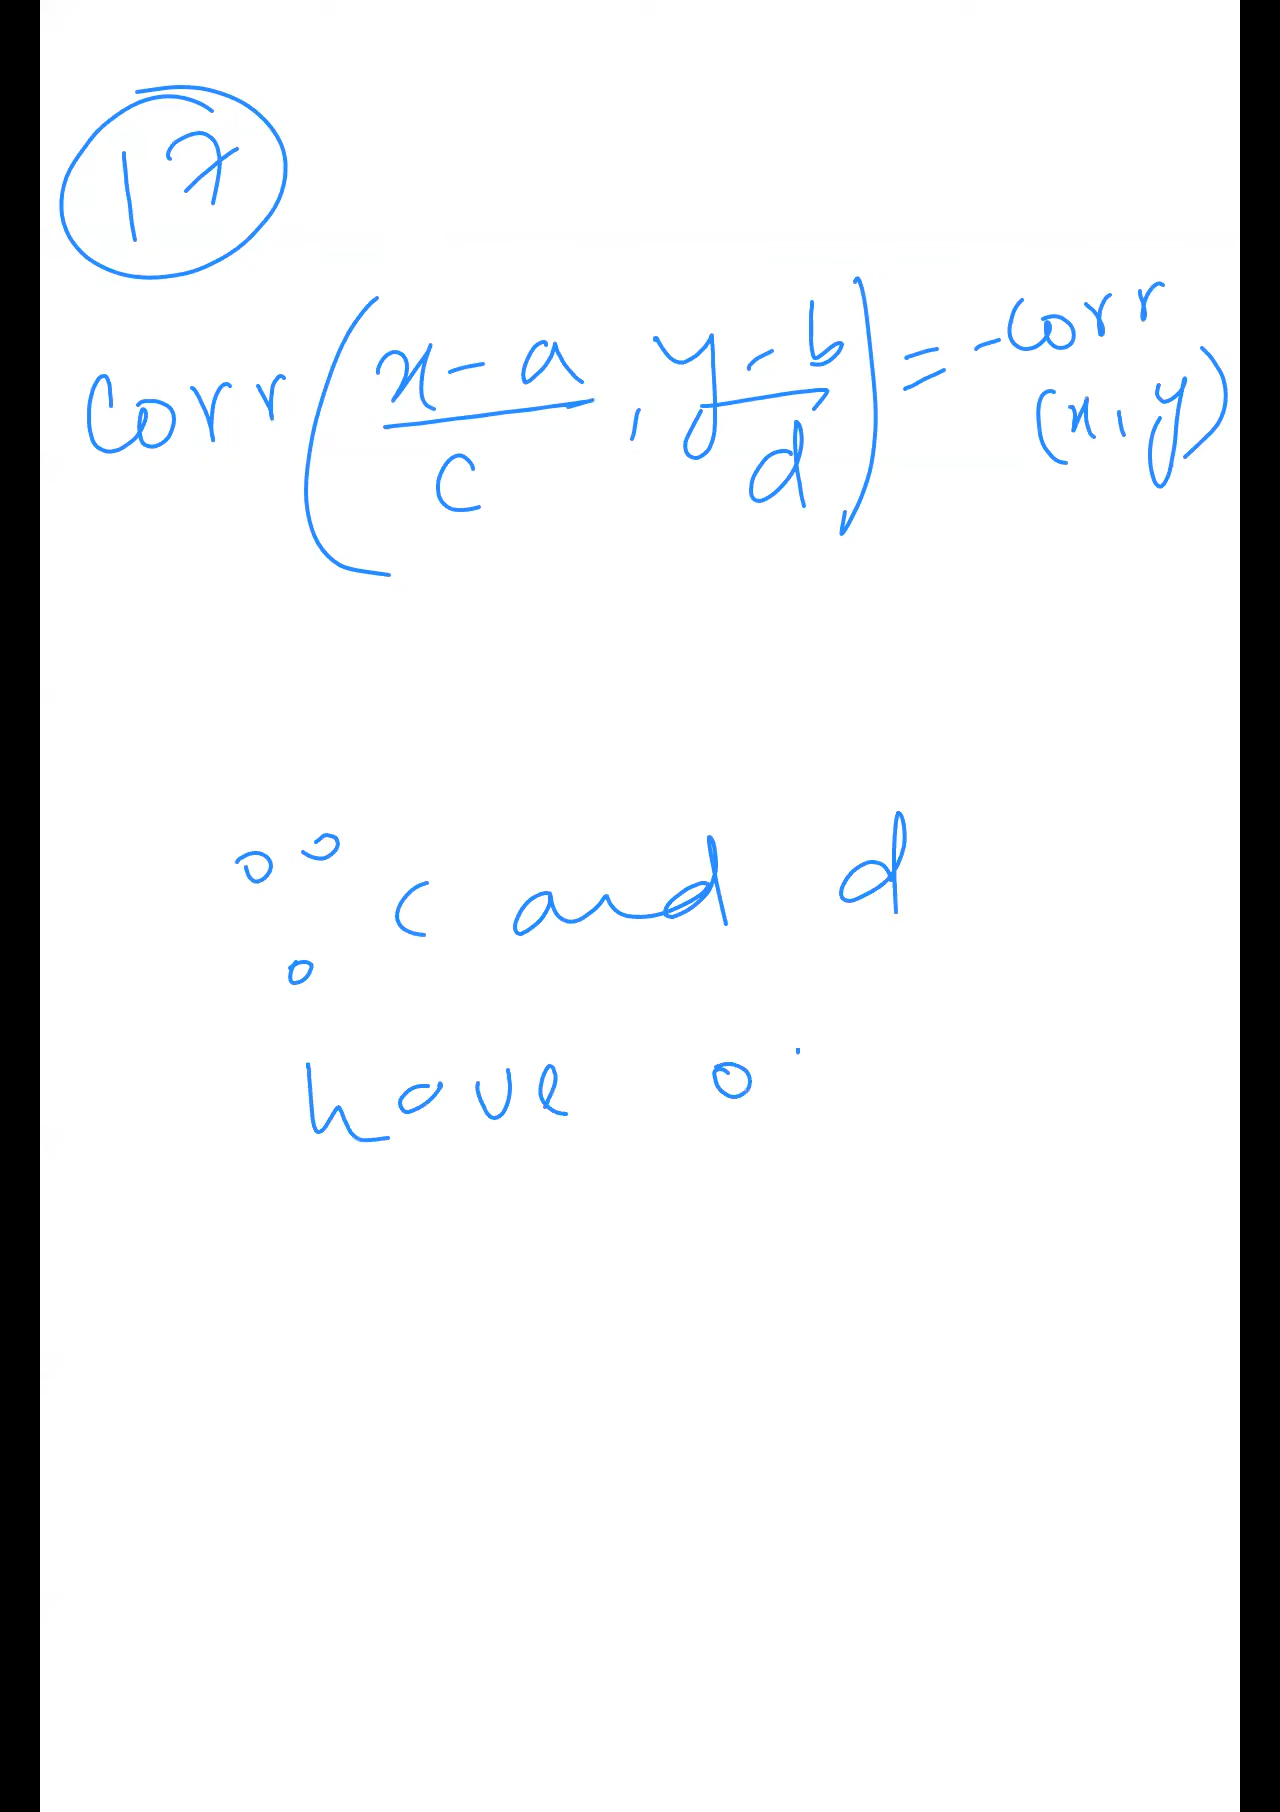 17
Corr ( x-a / c , y-b / d ) = -Corr (x, y)
∵ c and d
have o